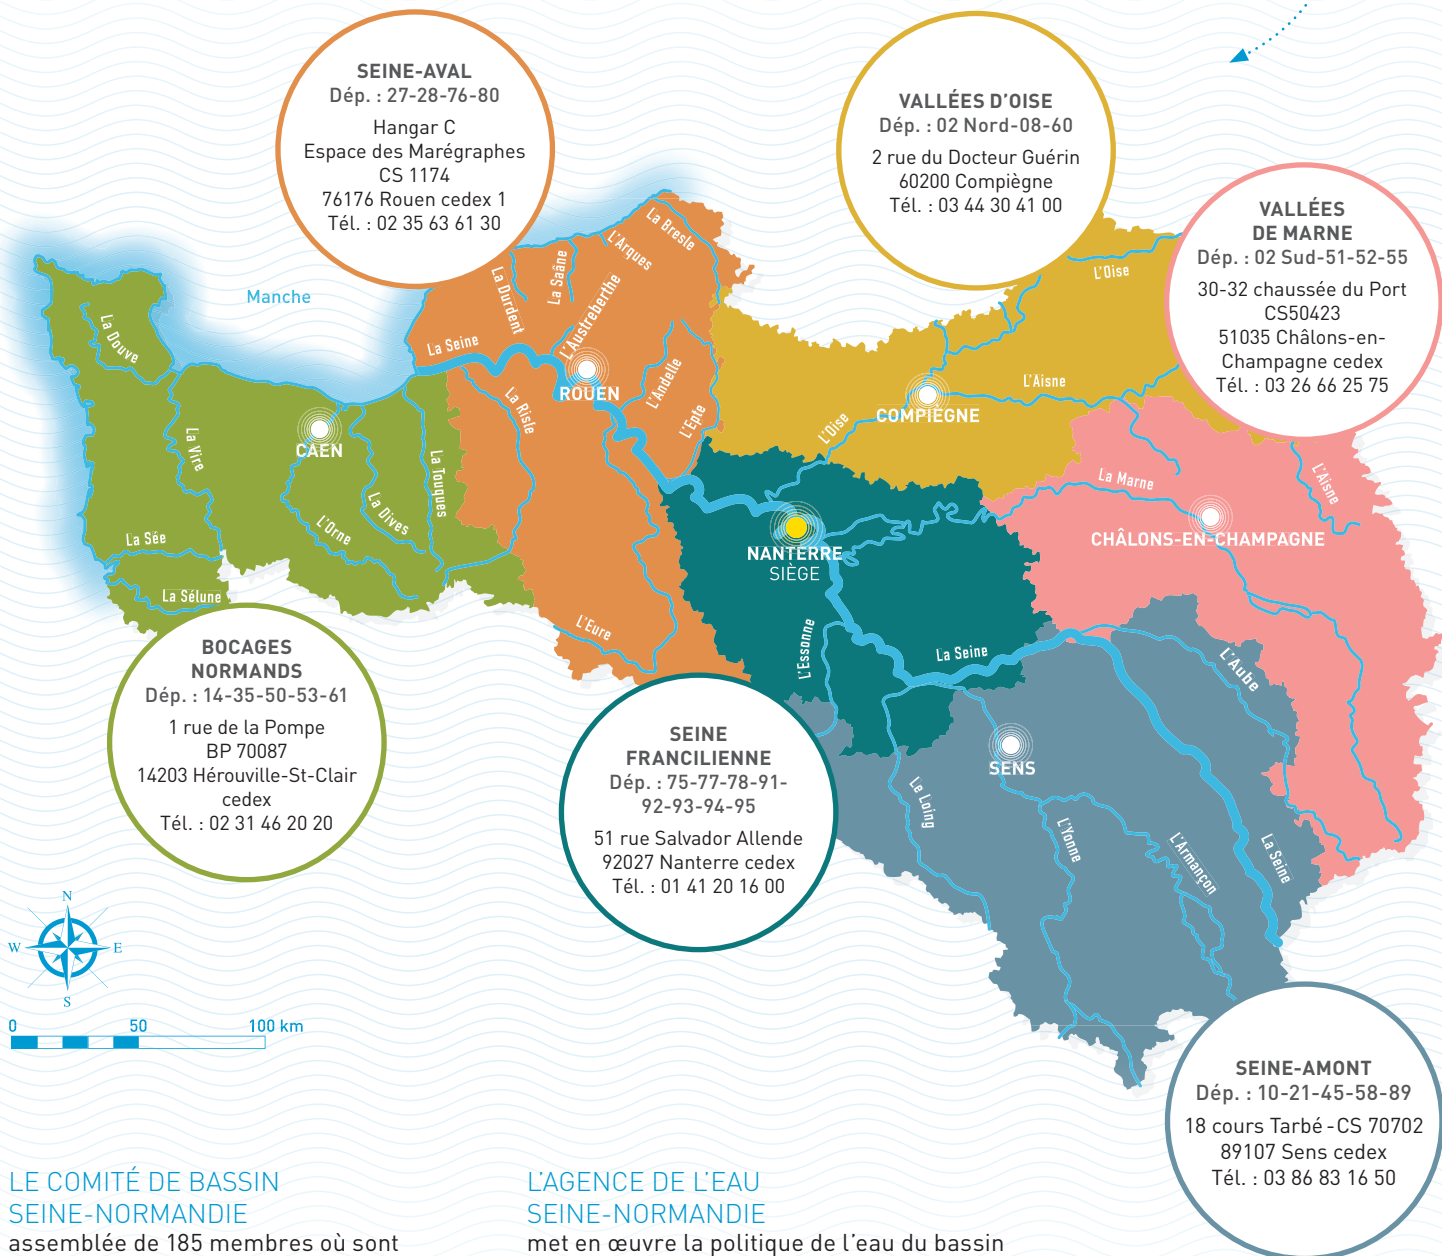 SEINE-AVAL
Dép. : 27-28-76-80
Hangar C
Espace des Marégraphes
CS 1174
76176 Rouen cedex 1
Tél. : 02 35 63 61 30
VALLÉES D'OISE
Dép. : 02 Nord-08-60
2 rue du Docteur Guérin
60200 Compiègne
Tél. : 03 44 30 41 00
VALLÉES
DE MARNE
Dép. : 02 Sud-51-52-55
30-32 chaussée du Port
CS50423
51035 Châlons-en-
Champagne cedex
Tél. : 03 26 66 25 75
Manche
La Bresle
L'Arques
La Saâne
La Durdent
L'Austreberthe
La Seine
ROUEN
L'Andelle
L'Epte
La Risle
L'Eure
La Douve
La Vire
CAEN
La Touques
La Dives
L'Orne
La Sée
La Sélune
L'Oise
L'Aisne
COMPIÈGNE
L'Oise
La Marne
L'Aisne
CHÂLONS-EN-CHAMPAGNE
NANTERRE
SIÈGE
L'Essonne
La Seine
L'Aube
SENS
Le Loing
L'Yonne
L'Armançon
La Seine
BOCAGES
NORMANDS
Dép. : 14-35-50-53-61
1 rue de la Pompe
BP 70087
14203 Hérouville-St-Clair
cedex
Tél. : 02 31 46 20 20
SEINE
FRANCILIENNE
Dép. : 75-77-78-91-
92-93-94-95
51 rue Salvador Allende
92027 Nanterre cedex
Tél. : 01 41 20 16 00
N
W E
S
0 50 100 km
SEINE-AMONT
Dép. : 10-21-45-58-89
18 cours Tarbé - CS 70702
89107 Sens cedex
Tél. : 03 86 83 16 50
LE COMITÉ DE BASSIN
SEINE-NORMANDIE
assemblée de 185 membres où sont
L'AGENCE DE L'EAU
SEINE-NORMANDIE
met en œuvre la politique de l'eau du bassin